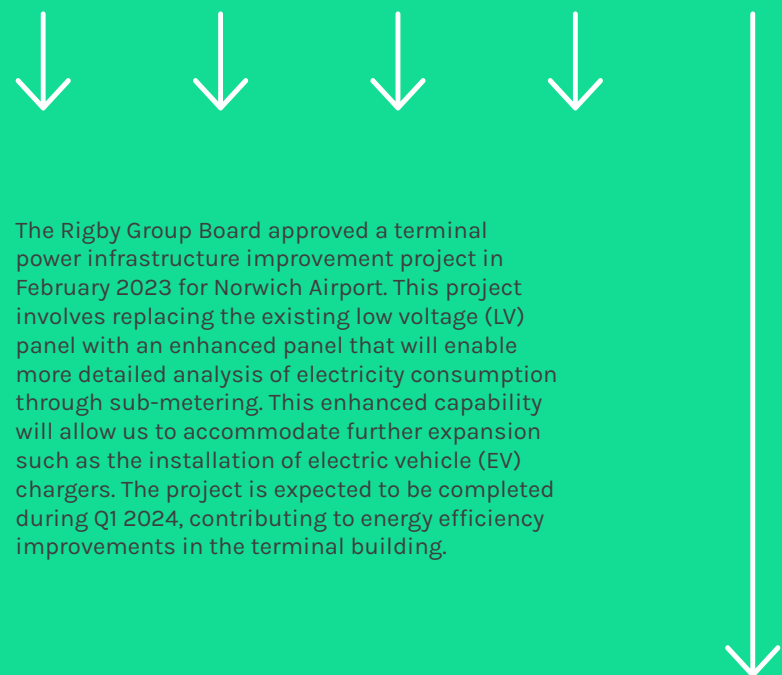 The Rigby Group Board approved a terminal
power infrastructure improvement project in
February 2023 for Norwich Airport. This project
involves replacing the existing low voltage (LV)
panel with an enhanced panel that will enable
more detailed analysis of electricity consumption
through sub-metering. This enhanced capability
will allow us to accommodate further expansion
such as the installation of electric vehicle (EV)
chargers. The project is expected to be completed
during Q1 2024, contributing to energy efficiency
improvements in the terminal building.